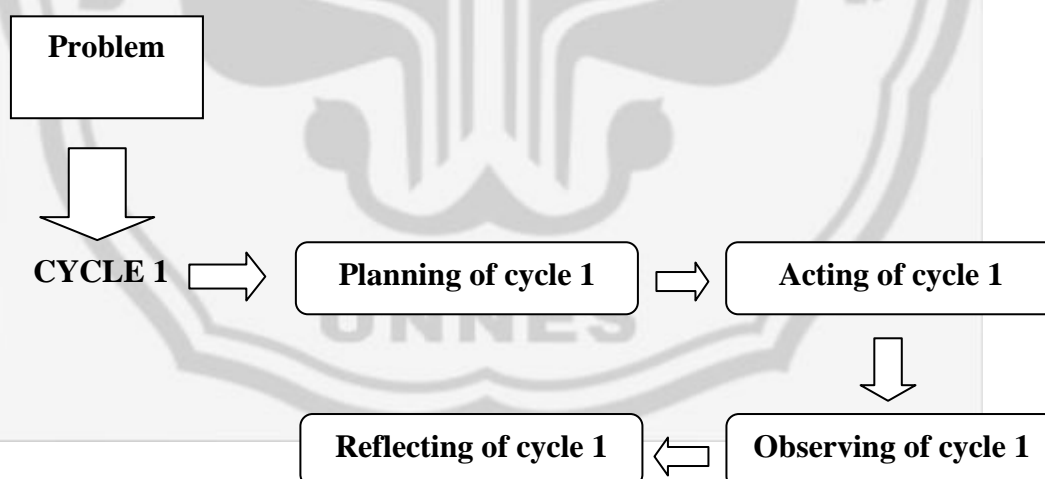 Problem
CYCLE 1
Planning of cycle 1
Acting of cycle 1
UNNES
Reflecting of cycle 1
Observing of cycle 1